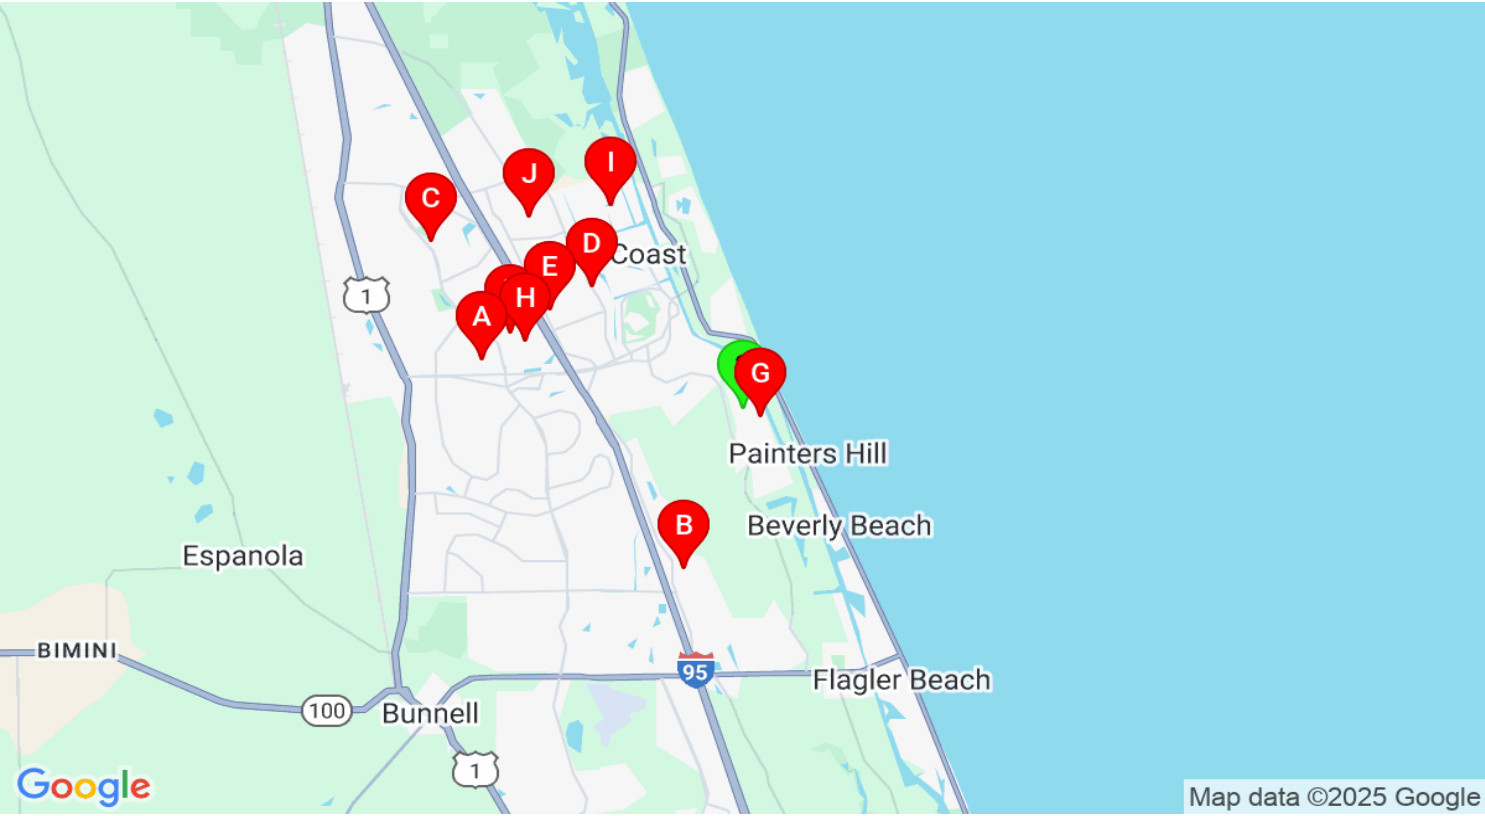 I
J
C
D
Coast
E
H
1
A
G
Painters Hill
B
Beverly Beach
Espanola
BIMINI
95
Flagler Beach
100
Bunnell
1
Google
Map data ©2025 Google